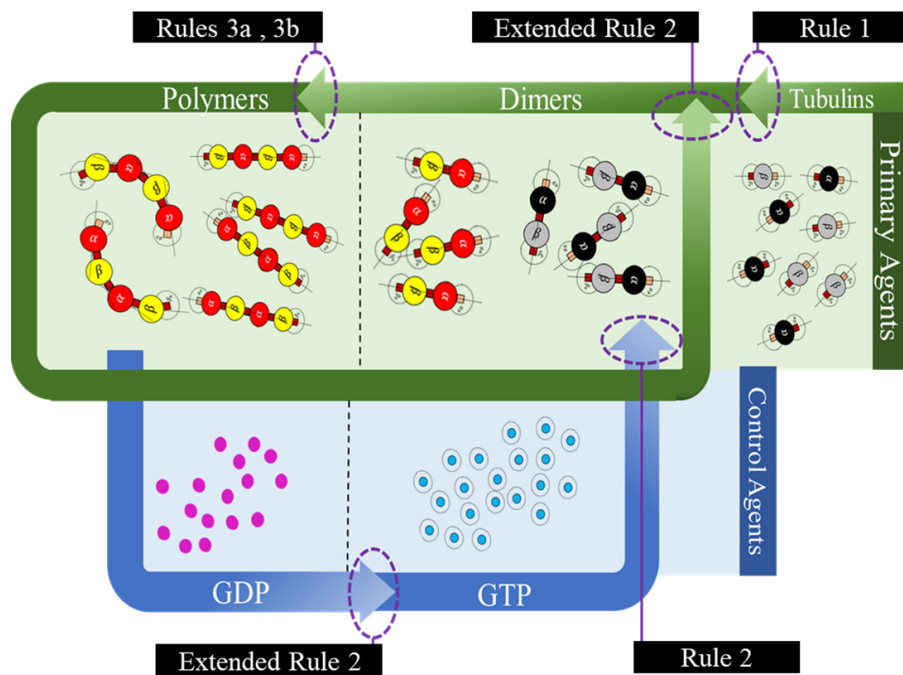 Rules 3a , 3b
Extended Rule 2
Rule 1
Polymers
Dimers
Tubulins
Primary Agents
Control Agents
GDP
GTP
Extended Rule 2
Rule 2